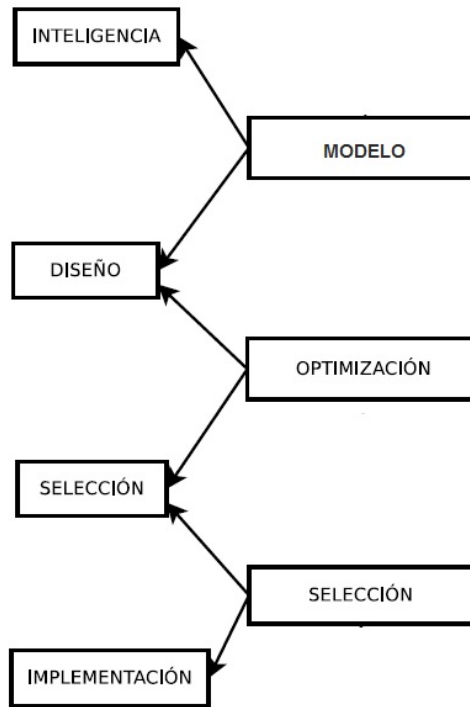 INTELIGENCIA
MODELO
DISEÑO
OPTIMIZACIÓN
SELECCIÓN
SELECCIÓN
IMPLEMENTACIÓN